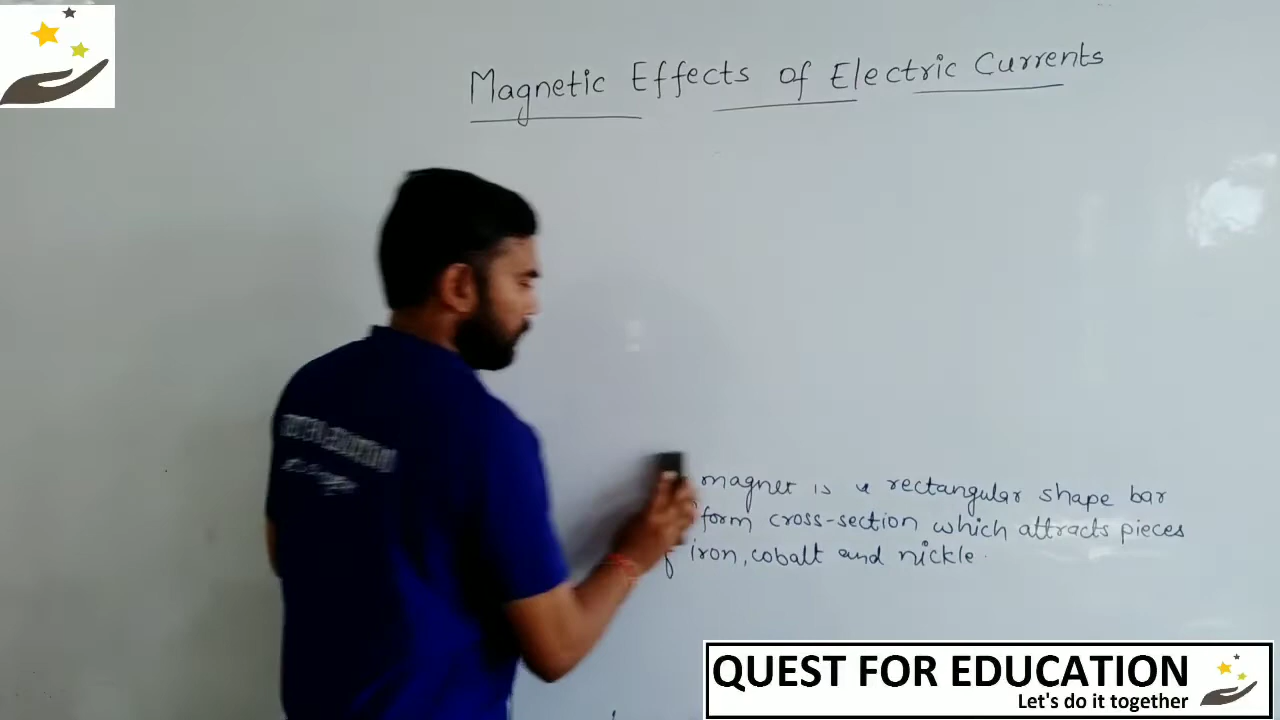 Magnetic Effects of Electric Currents
magnet is a rectangular shape bar
form cross-section which attracts pieces
iron, cobalt and nickle.
QUEST FOR EDUCATION
Let's do it together